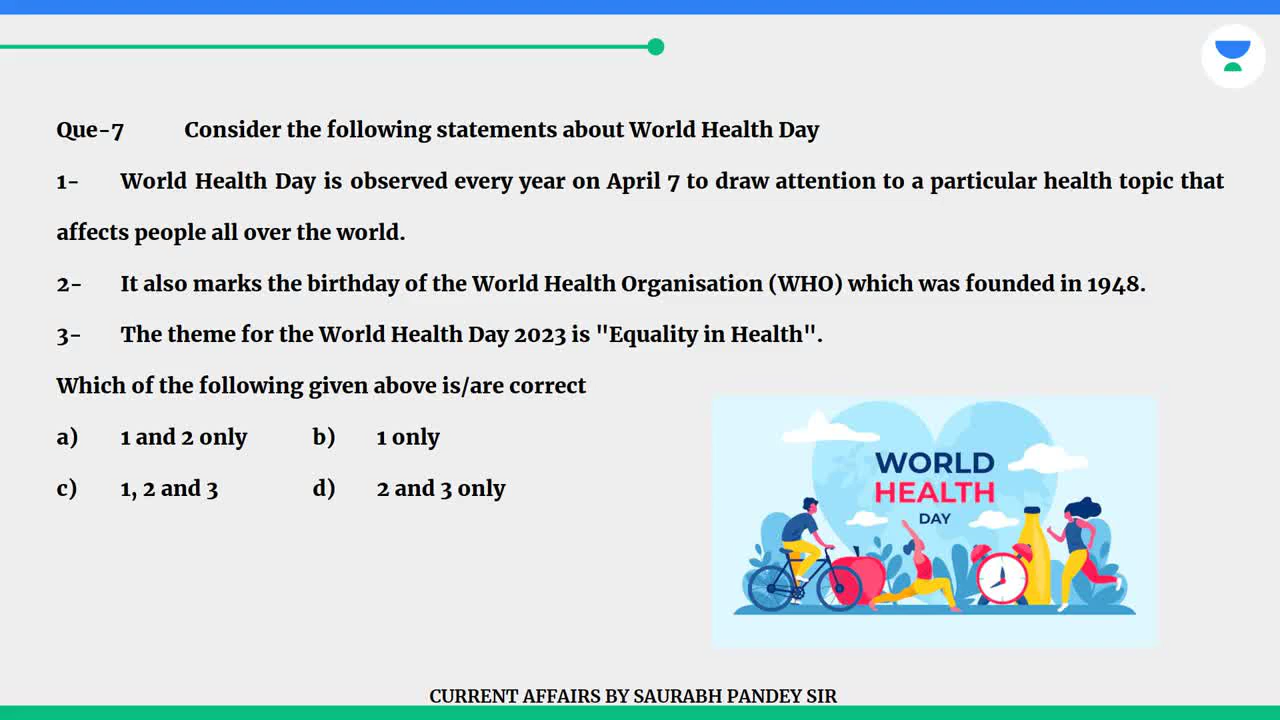 Que-7 Consider the following statements about World Health Day
1- World Health Day is observed every year on April 7 to draw attention to a particular health topic that
affects people all over the world.
2- It also marks the birthday of the World Health Organisation (WHO) which was founded in 1948.
3- The theme for the World Health Day 2023 is "Equality in Health".
Which of the following given above is/are correct
a) 1 and 2 only b) 1 only
c) 1, 2 and 3 d) 2 and 3 only
WORLD
HEALTH
DAY
CURRENT AFFAIRS BY SAURABH PANDEY SIR